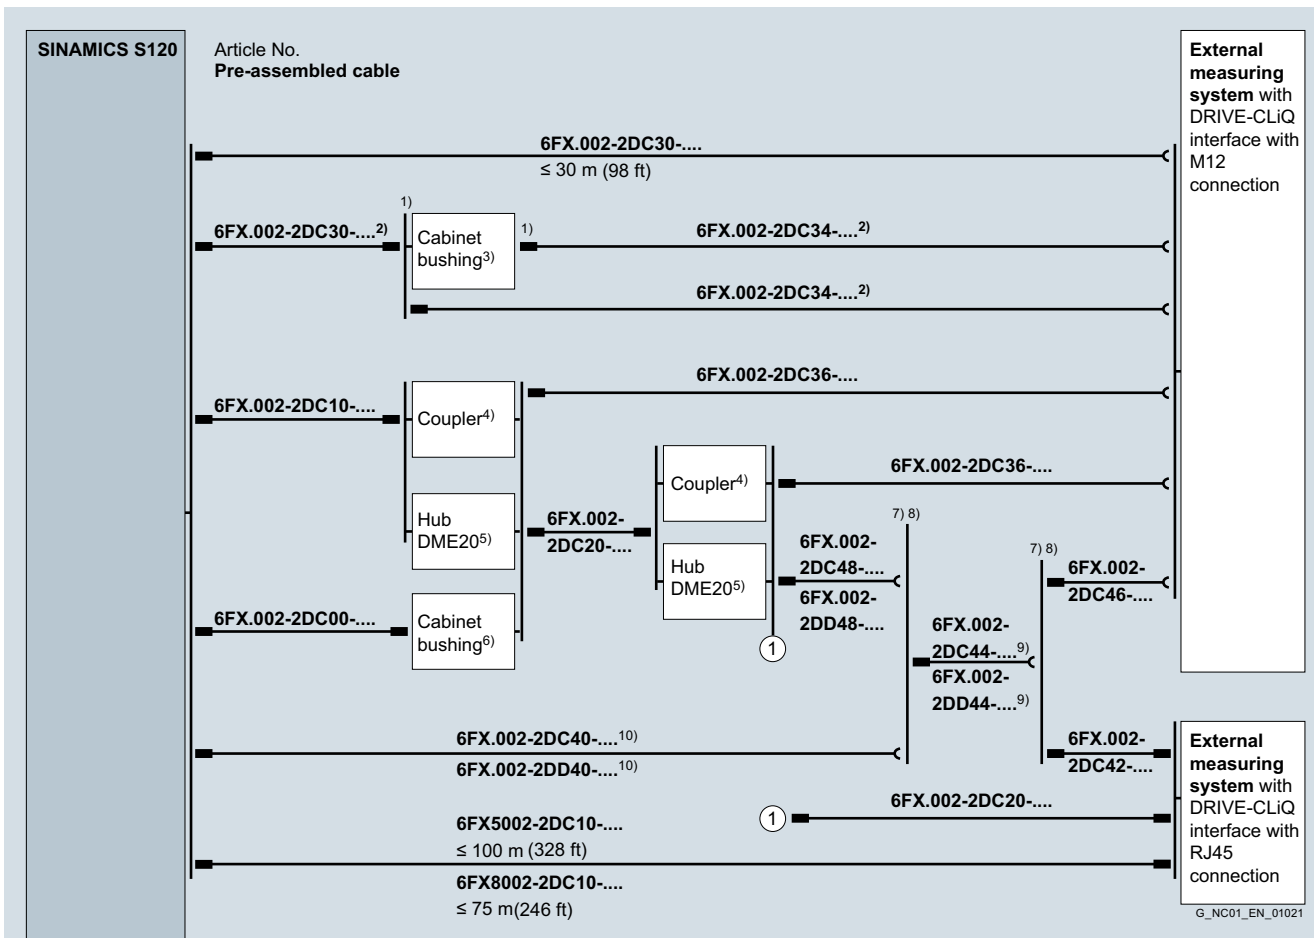 SINAMICS S120
Article No.
Pre-assembled cable
External
measuring
system with
DRIVE-CLiQ
interface with
M12
connection
6FX.002-2DC30-....
≤ 30 m (98 ft)
1)
6FX.002-2DC30-....2)
Cabinet
bushing3)
1)
6FX.002-2DC34-....2)
6FX.002-2DC34-....2)
6FX.002-2DC36-....
6FX.002-2DC10-....
Coupler4)
6FX.002-2DC36-....
Coupler4)
Hub
DME205)
6FX.002-
2DC20-....
7) 8)
6FX.002-
2DC48-....
6FX.002-
2DD48-....
Hub
DME205)
7) 8)
6FX.002-
2DC46-....
6FX.002-2DC00-....
Cabinet
bushing6)
1
6FX.002-
2DC44-....9)
6FX.002-
2DD44-....9)
6FX.002-2DC40-....10)
6FX.002-2DD40-....10)
6FX.002-
2DC42-....
External
measuring
system with
DRIVE-CLiQ
interface with
RJ45
connection
1
6FX.002-2DC20-....
6FX5002-2DC10-....
≤ 100 m (328 ft)
6FX8002-2DC10-....
≤ 75 m(246 ft)
G_NC01_EN_01021